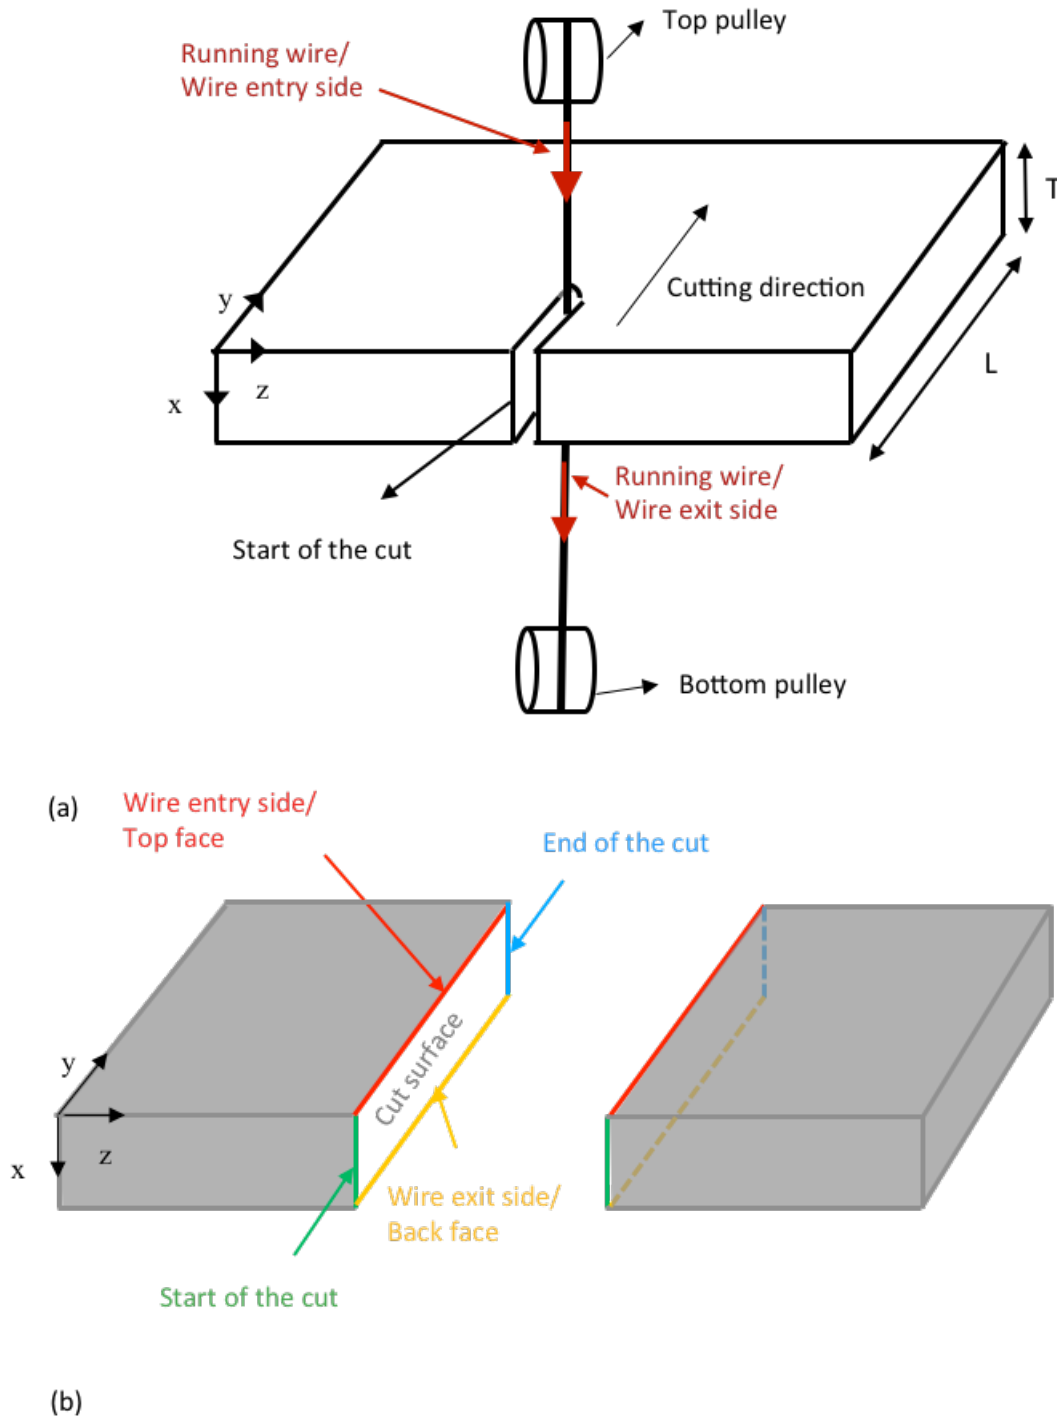 Top pulley
Running wire/
Wire entry side
T
y
Cutting direction
z
x
L
Running wire/
Wire exit side
Start of the cut
Bottom pulley
(a)
Wire entry side/
Top face
End of the cut
Cut surface
y
z
x
Wire exit side/
Back face
Start of the cut
(b)